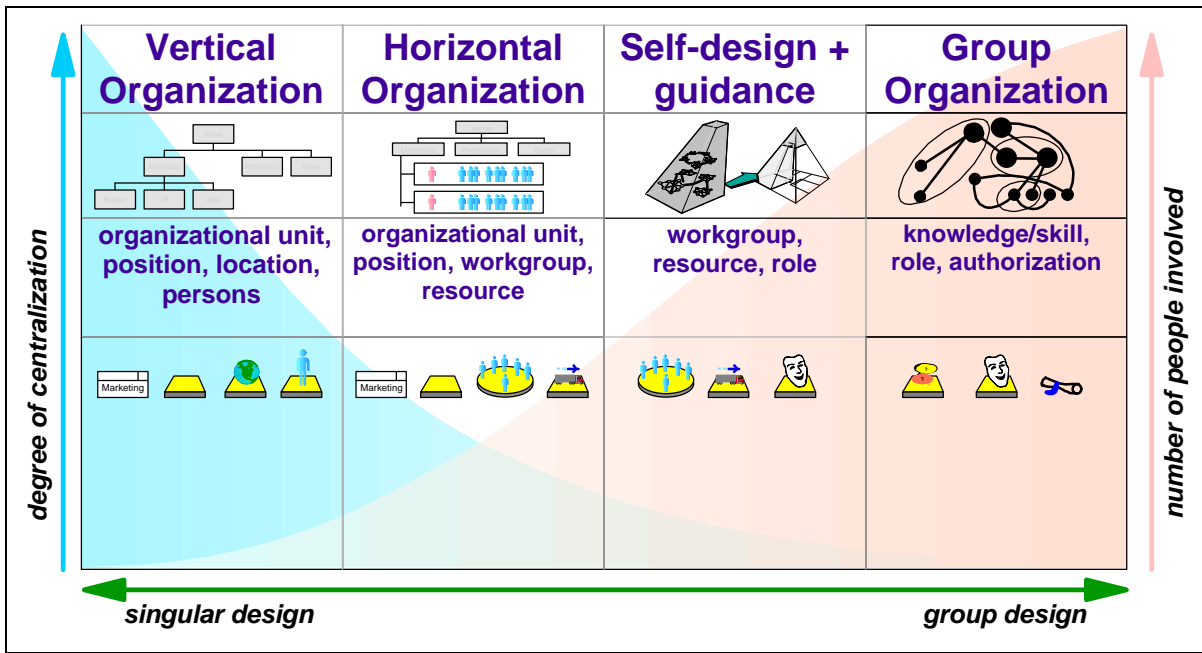 Vertical
Organization
Horizontal
Organization
Self-design +
guidance
Group
Organization
organizational unit,
position, location,
persons
organizational unit,
position, workgroup,
resource
workgroup,
resource, role
knowledge/skill,
role, authorization
Marketing
Marketing
degree of centralization
number of people involved
singular design
group design